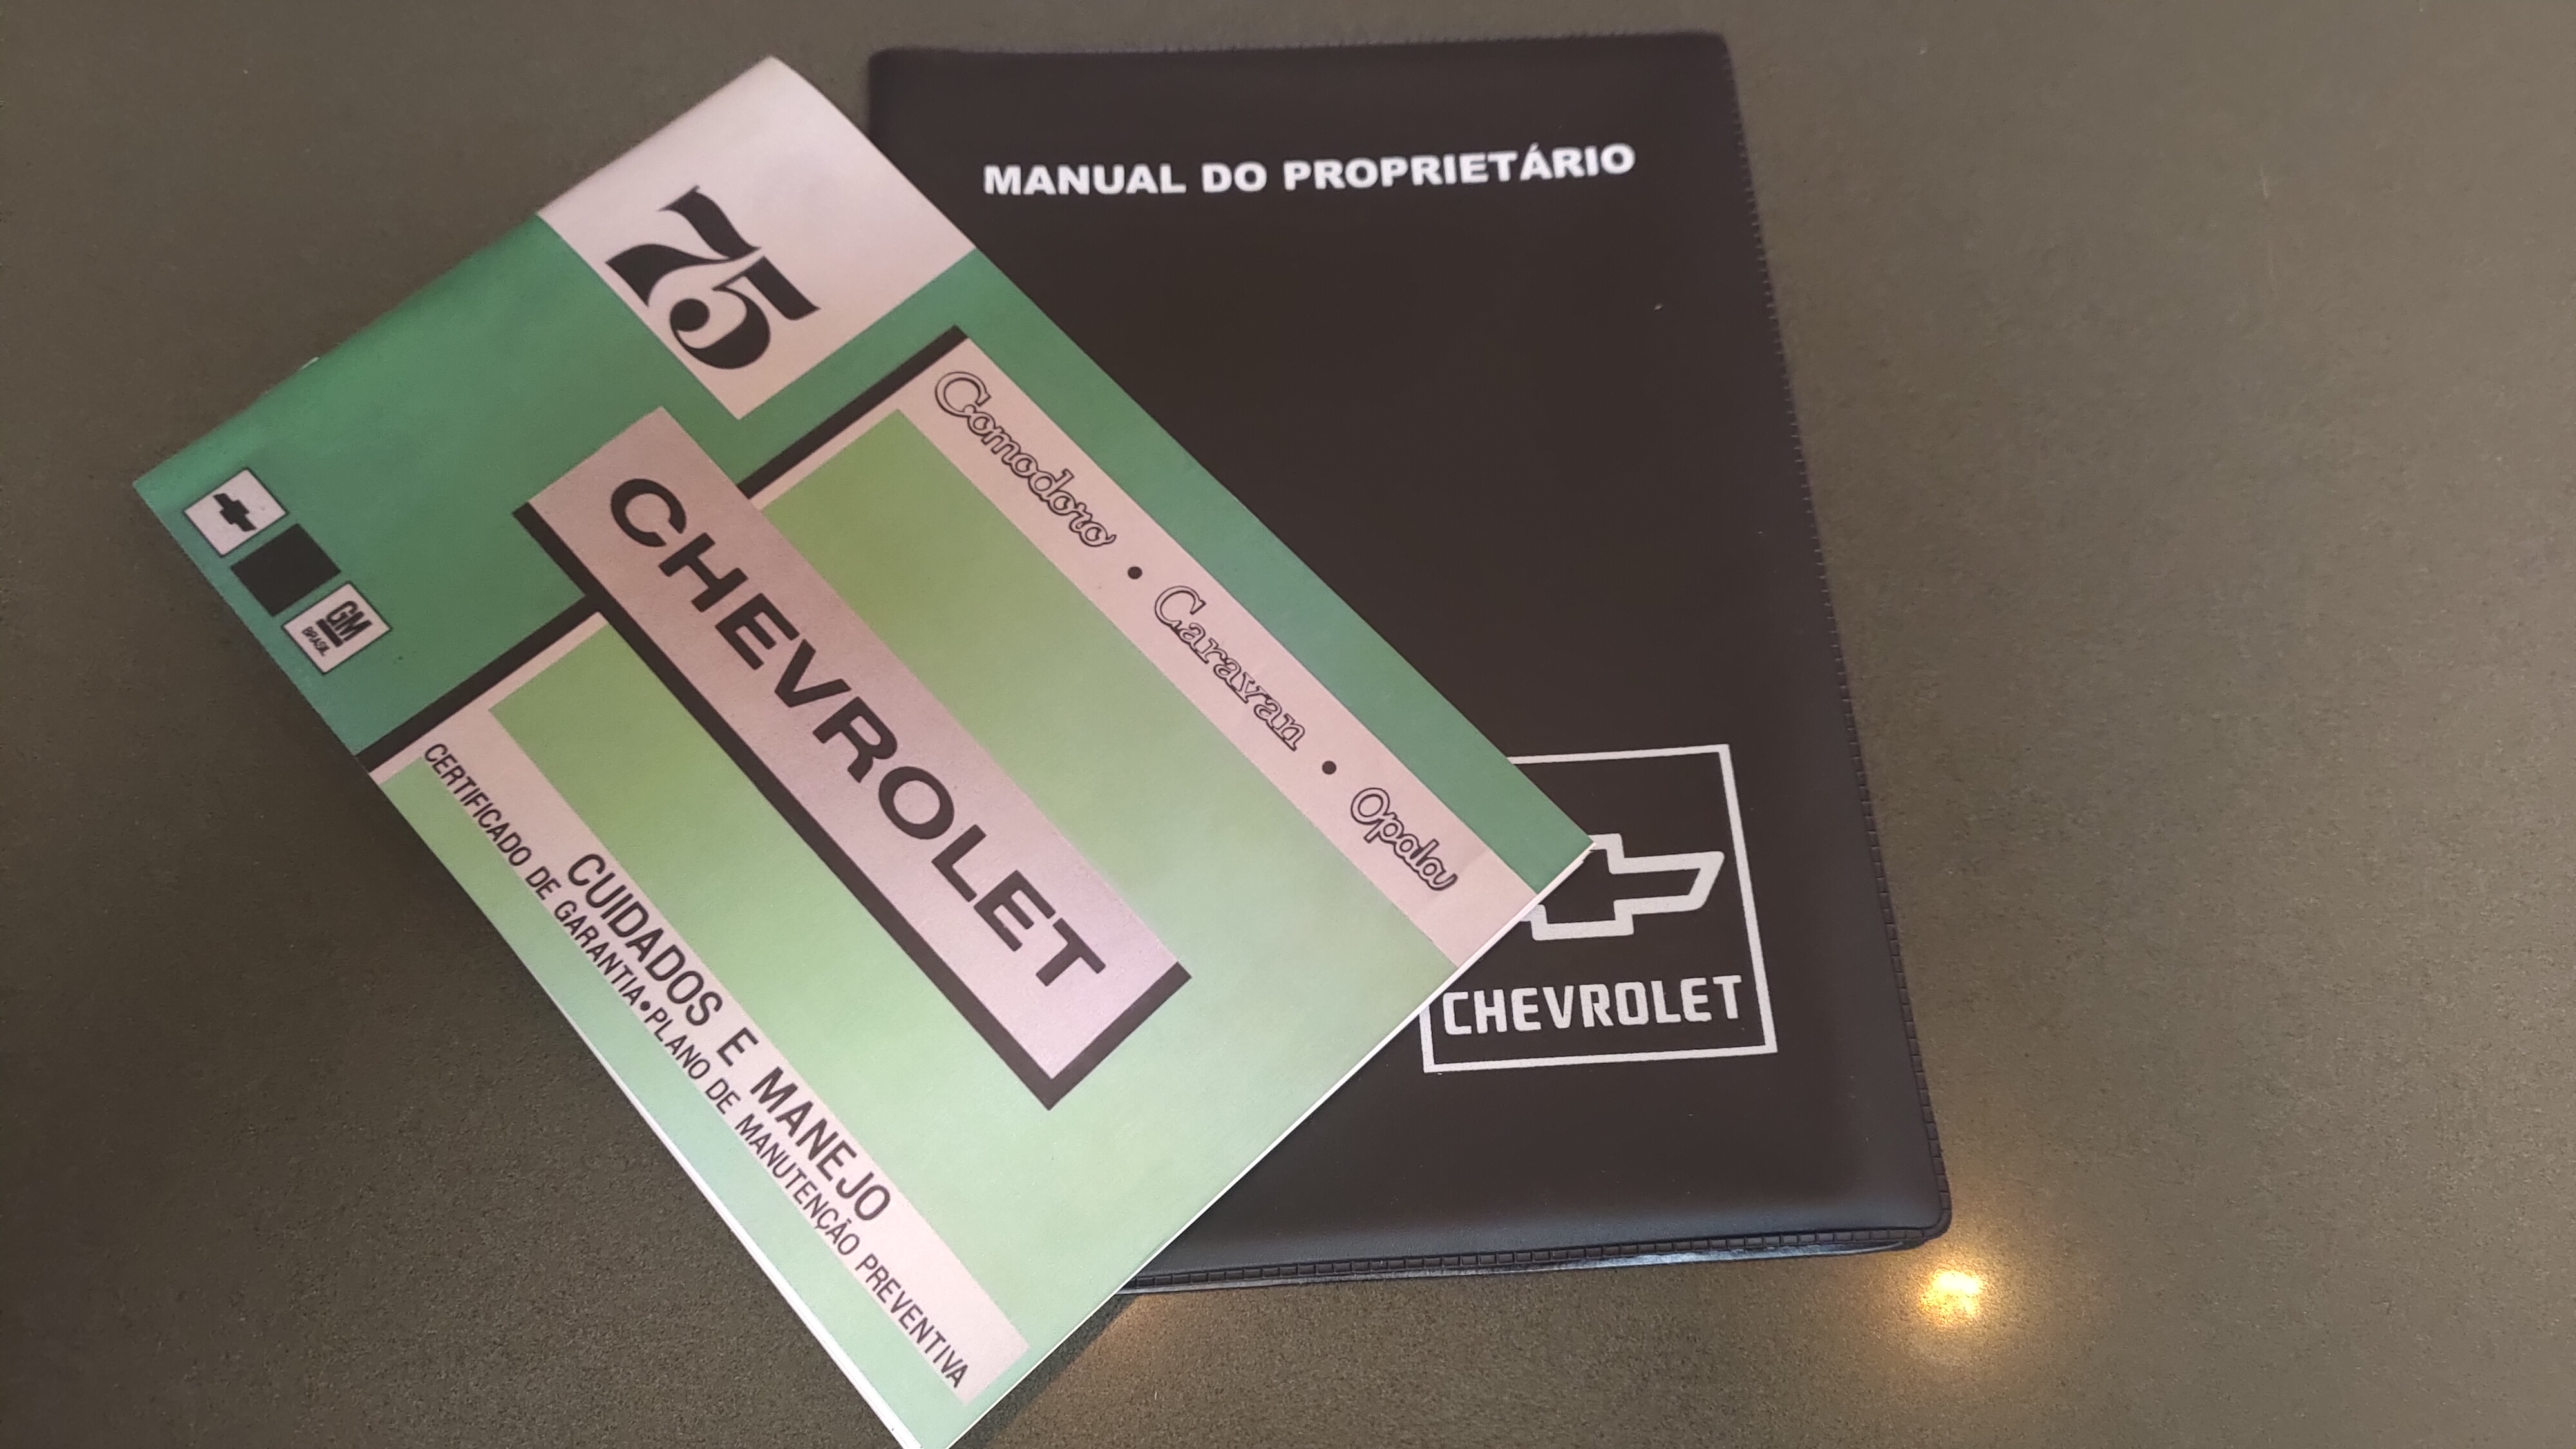 75
Comodoro • Caravan • Opala
CHEVROLET
GM
BRASIL
CUIDADOS E MANEJO
CERTIFICADO DE GARANTIA•PLANO DE MANUTENÇÃO PREVENTIVA
MANUAL DO PROPRIETÁRIO
CHEVROLET